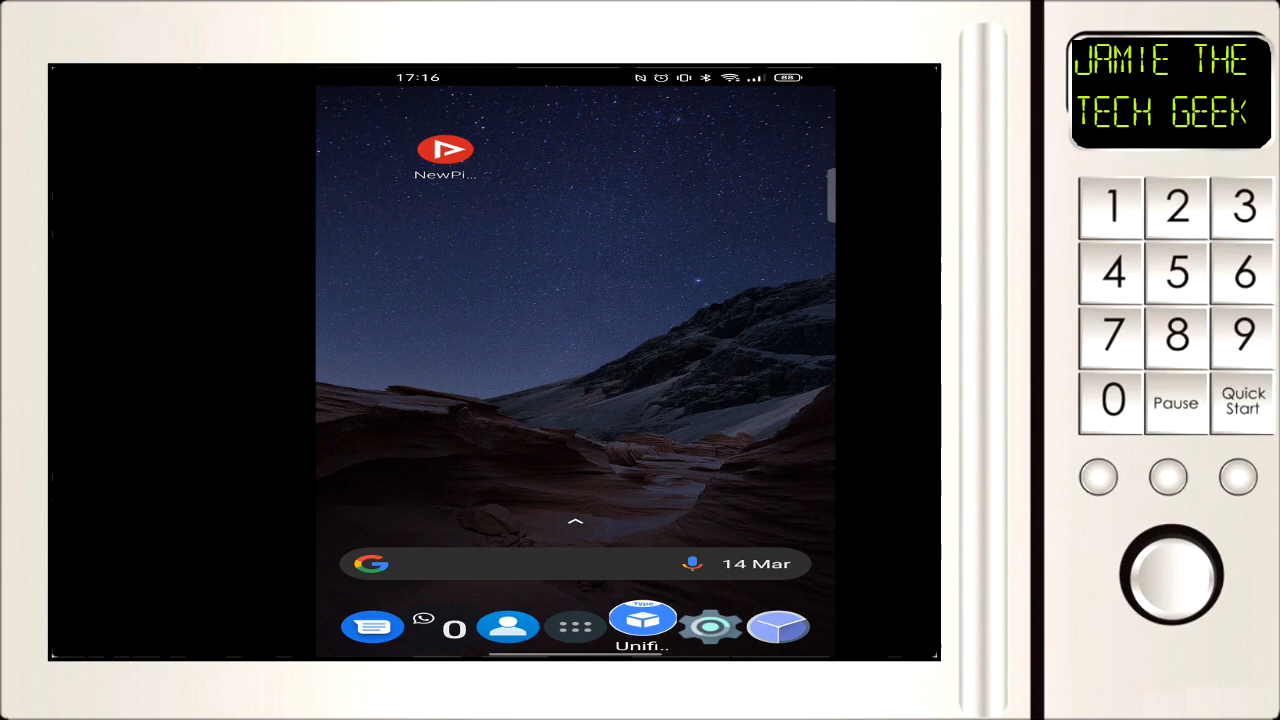 JAMIE THE
TECH GEEK
17:16
88
NewPi...
14 Mar
Type
0
Unifi..
1 2 3
4 5 6
7 8 9
0 Pause Quick Start